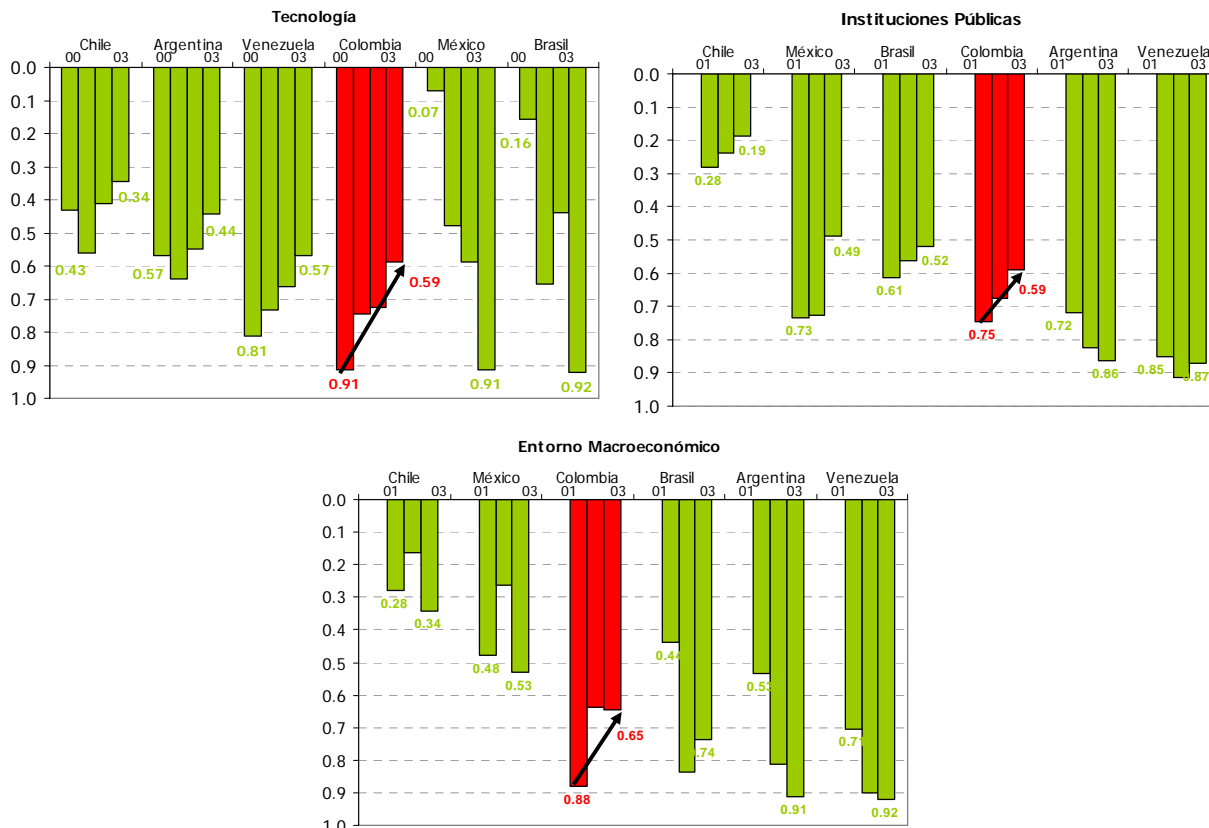 Tecnología
Chile Argentina Venezuela Colombia México Brasil
00 03 00 03 00 03 00 03 00 03 00 03
0.0
0.1
0.2
0.3
0.4
0.5
0.6
0.7
0.8
0.9
1.0
0.43 0.34 0.57 0.44 0.81 0.57 0.91 0.59 0.07 0.91 0.16 0.92
Instituciones Públicas
Chile México Brasil Colombia Argentina Venezuela
01 03 01 03 01 03 01 03 01 03 01 03
0.0
0.1
0.2
0.3
0.4
0.5
0.6
0.7
0.8
0.9
1.0
0.28 0.19 0.73 0.49 0.61 0.52 0.75 0.59 0.72 0.86 0.85 0.87
Entorno Macroeconómico
Chile México Colombia Brasil Argentina Venezuela
01 03 01 03 01 03 01 03 01 03 01 03
0.0
0.1
0.2
0.3
0.4
0.5
0.6
0.7
0.8
0.9
1.0
0.28 0.34 0.48 0.53 0.88 0.65 0.44 0.74 0.53 0.91 0.71 0.92